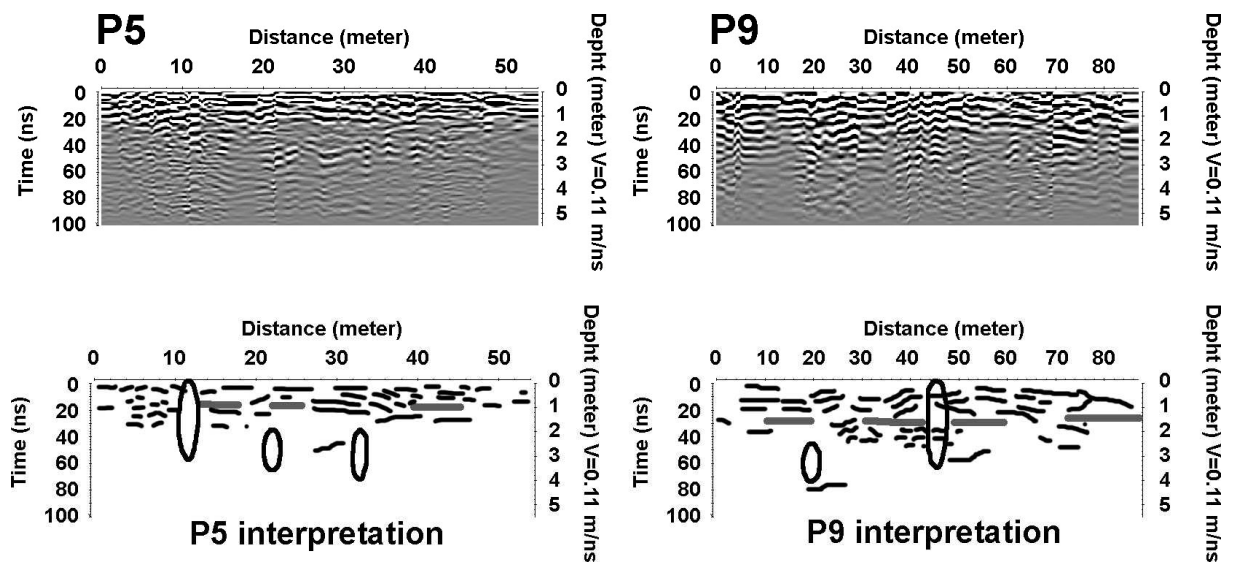 P5
Distance (meter)
0 10 20 30 40 50
Time (ns)
0
20
40
60
80
100
0
1
2
3
4
5
Depht (meter) V=0.11 m/ns
P9
Distance (meter)
0 10 20 30 40 50 60 70 80
Time (ns)
0
20
40
60
80
100
0
1
2
3
4
5
Depht (meter) V=0.11 m/ns
Distance (meter)
0 10 20 30 40 50
Time (ns)
0
20
40
60
80
100
0
1
2
3
4
5
Depht (meter) V=0.11 m/ns
P5 interpretation
Distance (meter)
0 10 20 30 40 50 60 70 80
Time (ns)
0
20
40
60
80
100
0
1
2
3
4
5
Depht (meter) V=0.11 m/ns
P9 interpretation